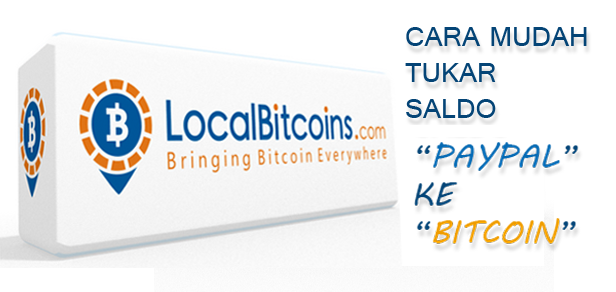 LocalBitcoins.com
Bringing Bitcoin Everywhere
CARA MUDAH
TUKAR
SALDO
“PAYPAL”
KE
“BITCOIN”